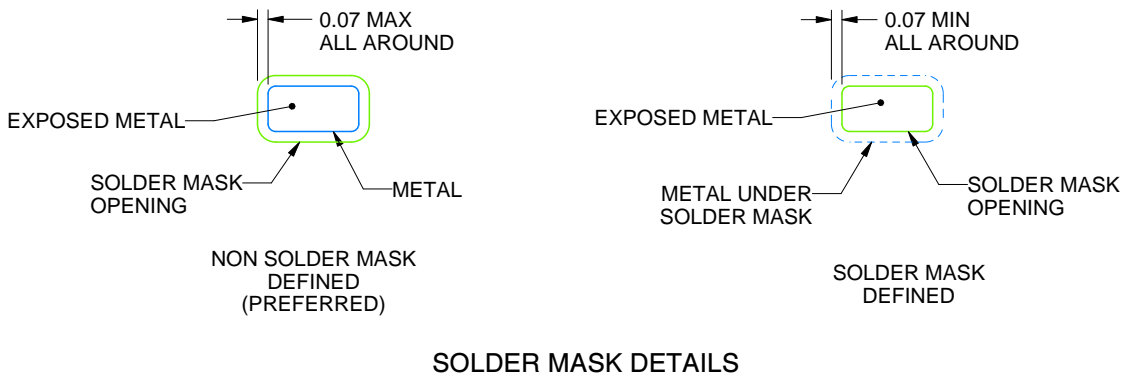 0.07 MAX
ALL AROUND
EXPOSED METAL
SOLDER MASK
OPENING
METAL
NON SOLDER MASK
DEFINED
(PREFERRED)
0.07 MIN
ALL AROUND
EXPOSED METAL
METAL UNDER
SOLDER MASK
SOLDER MASK
OPENING
SOLDER MASK
DEFINED
SOLDER MASK DETAILS